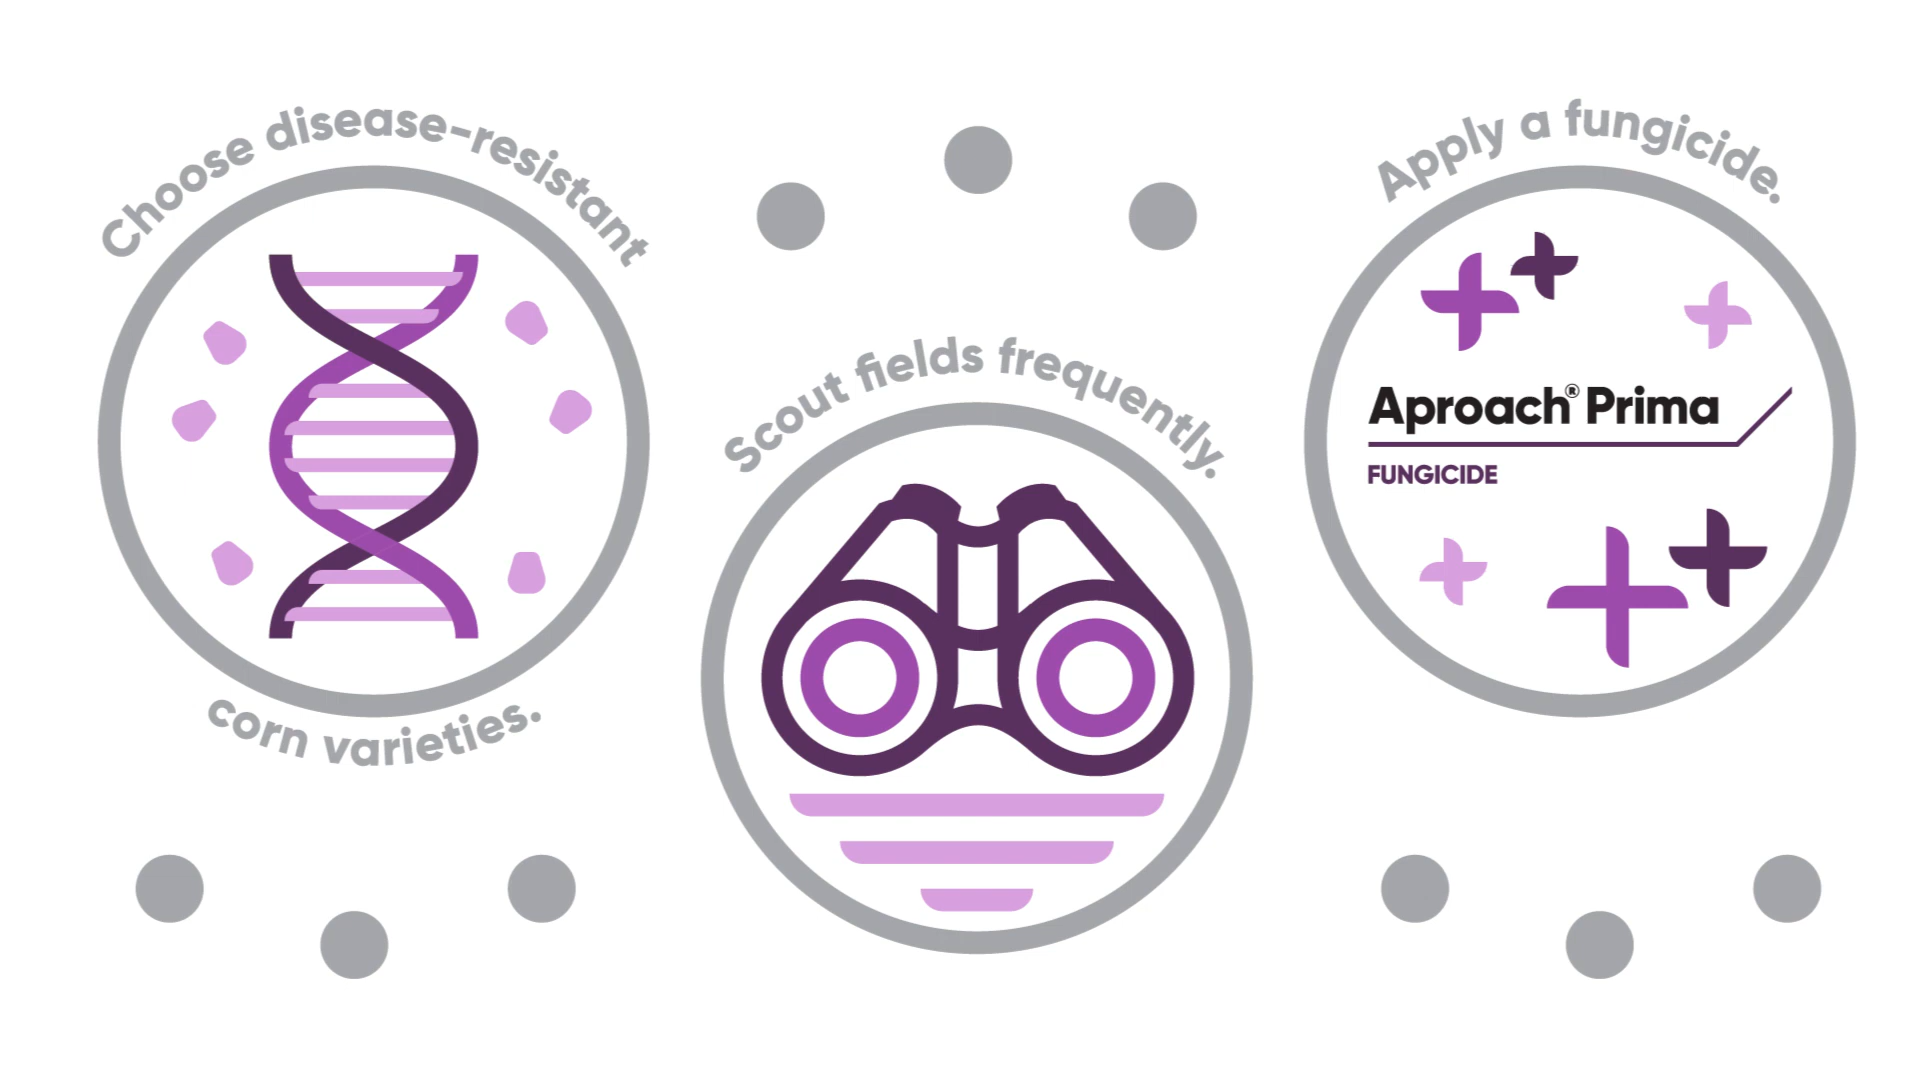 Choose disease-resistant
corn varieties.
Scout fields frequently.
Apply a fungicide.
Aproach® Prima
FUNGICIDE